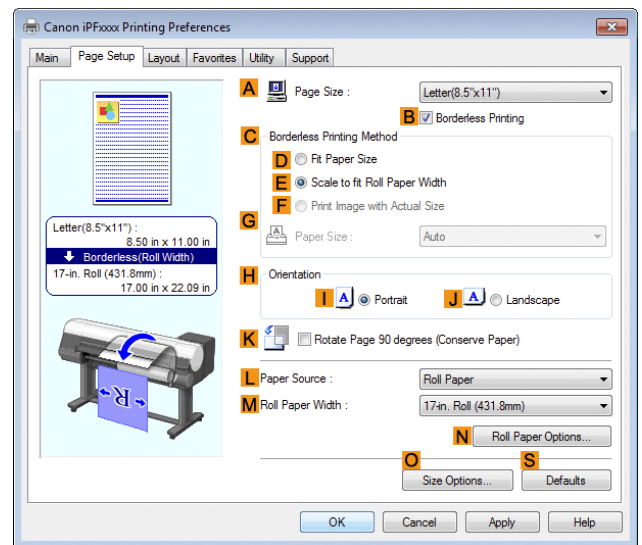 Canon iPFxxxx Printing Preferences
Main Page Setup Layout Favorites Utility Support
A Page Size : Letter(8.5"x11")
B Borderless Printing
C Borderless Printing Method
D Fit Paper Size
E Scale to fit Roll Paper Width
F Print Image with Actual Size
G Paper Size : Auto
Letter(8.5"x11") :
8.50 in x 11.00 in
Borderless(Roll Width)
17-in. Roll (431.8mm) :
17.00 in x 22.09 in
H Orientation
I A Portrait J A Landscape
K Rotate Page 90 degrees (Conserve Paper)
R
L Paper Source : Roll Paper
M Roll Paper Width : 17-in. Roll (431.8mm)
N Roll Paper Options...
O S
Size Options... Defaults
OK Cancel Apply Help